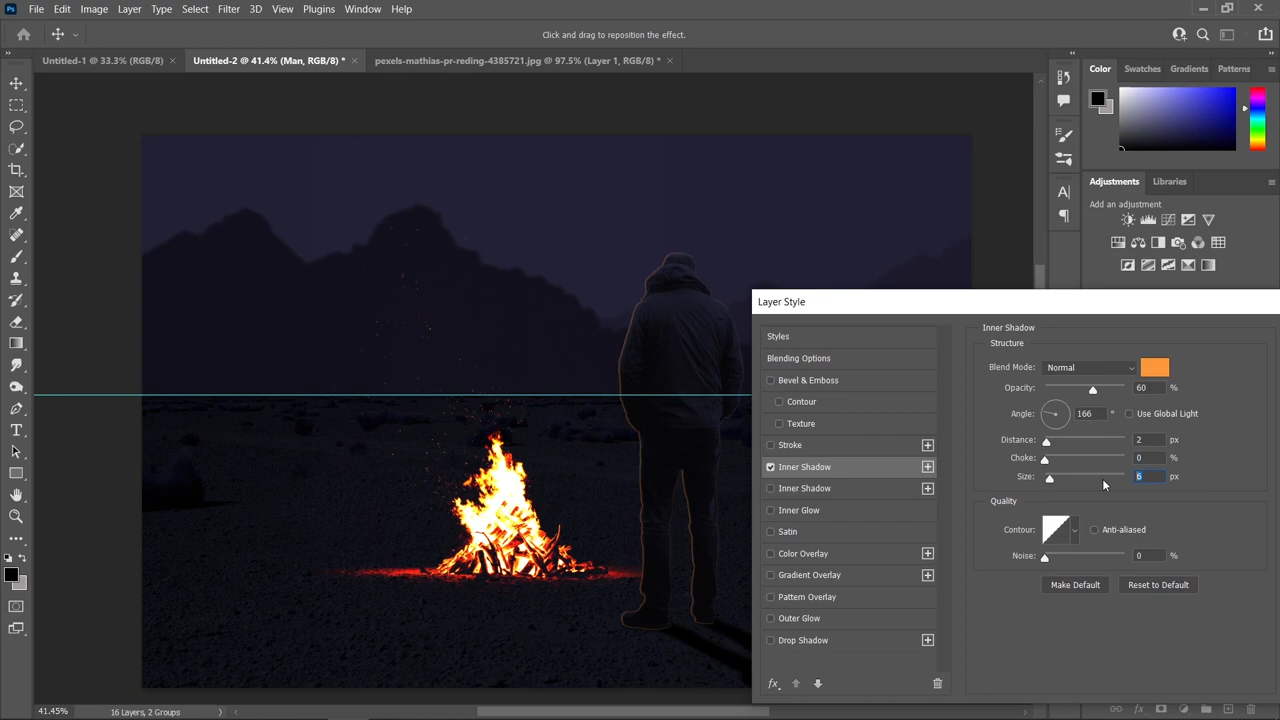 Ps File Edit Image Layer Type Select Filter 3D View Plugins Window Help
Click and drag to reposition the effect.
Untitled-1 @ 33.3% (RGB/8) × Untitled-2 @ 41.4% (Man, RGB/8) * × pexels-mathias-pr-reding-4385721.jpg @ 97.5% (Layer 1, RGB/8) * ×
Color Swatches Gradients Patterns
Adjustments Libraries
Add an adjustment
Layer Style
Styles
Blending Options
Bevel & Emboss
Contour
Texture
Stroke
Inner Shadow
Inner Shadow
Inner Glow
Satin
Color Overlay
Gradient Overlay
Pattern Overlay
Outer Glow
Drop Shadow
fx
Inner Shadow
Structure
Blend Mode: Normal
Opacity: 60 %
Angle: 166 ° Use Global Light
Distance: 2 px
Choke: 0 %
Size: 6 px
Quality
Contour: Anti-aliased
Noise: 0 %
Make Default Reset to Default
41.45% 16 Layers, 2 Groups